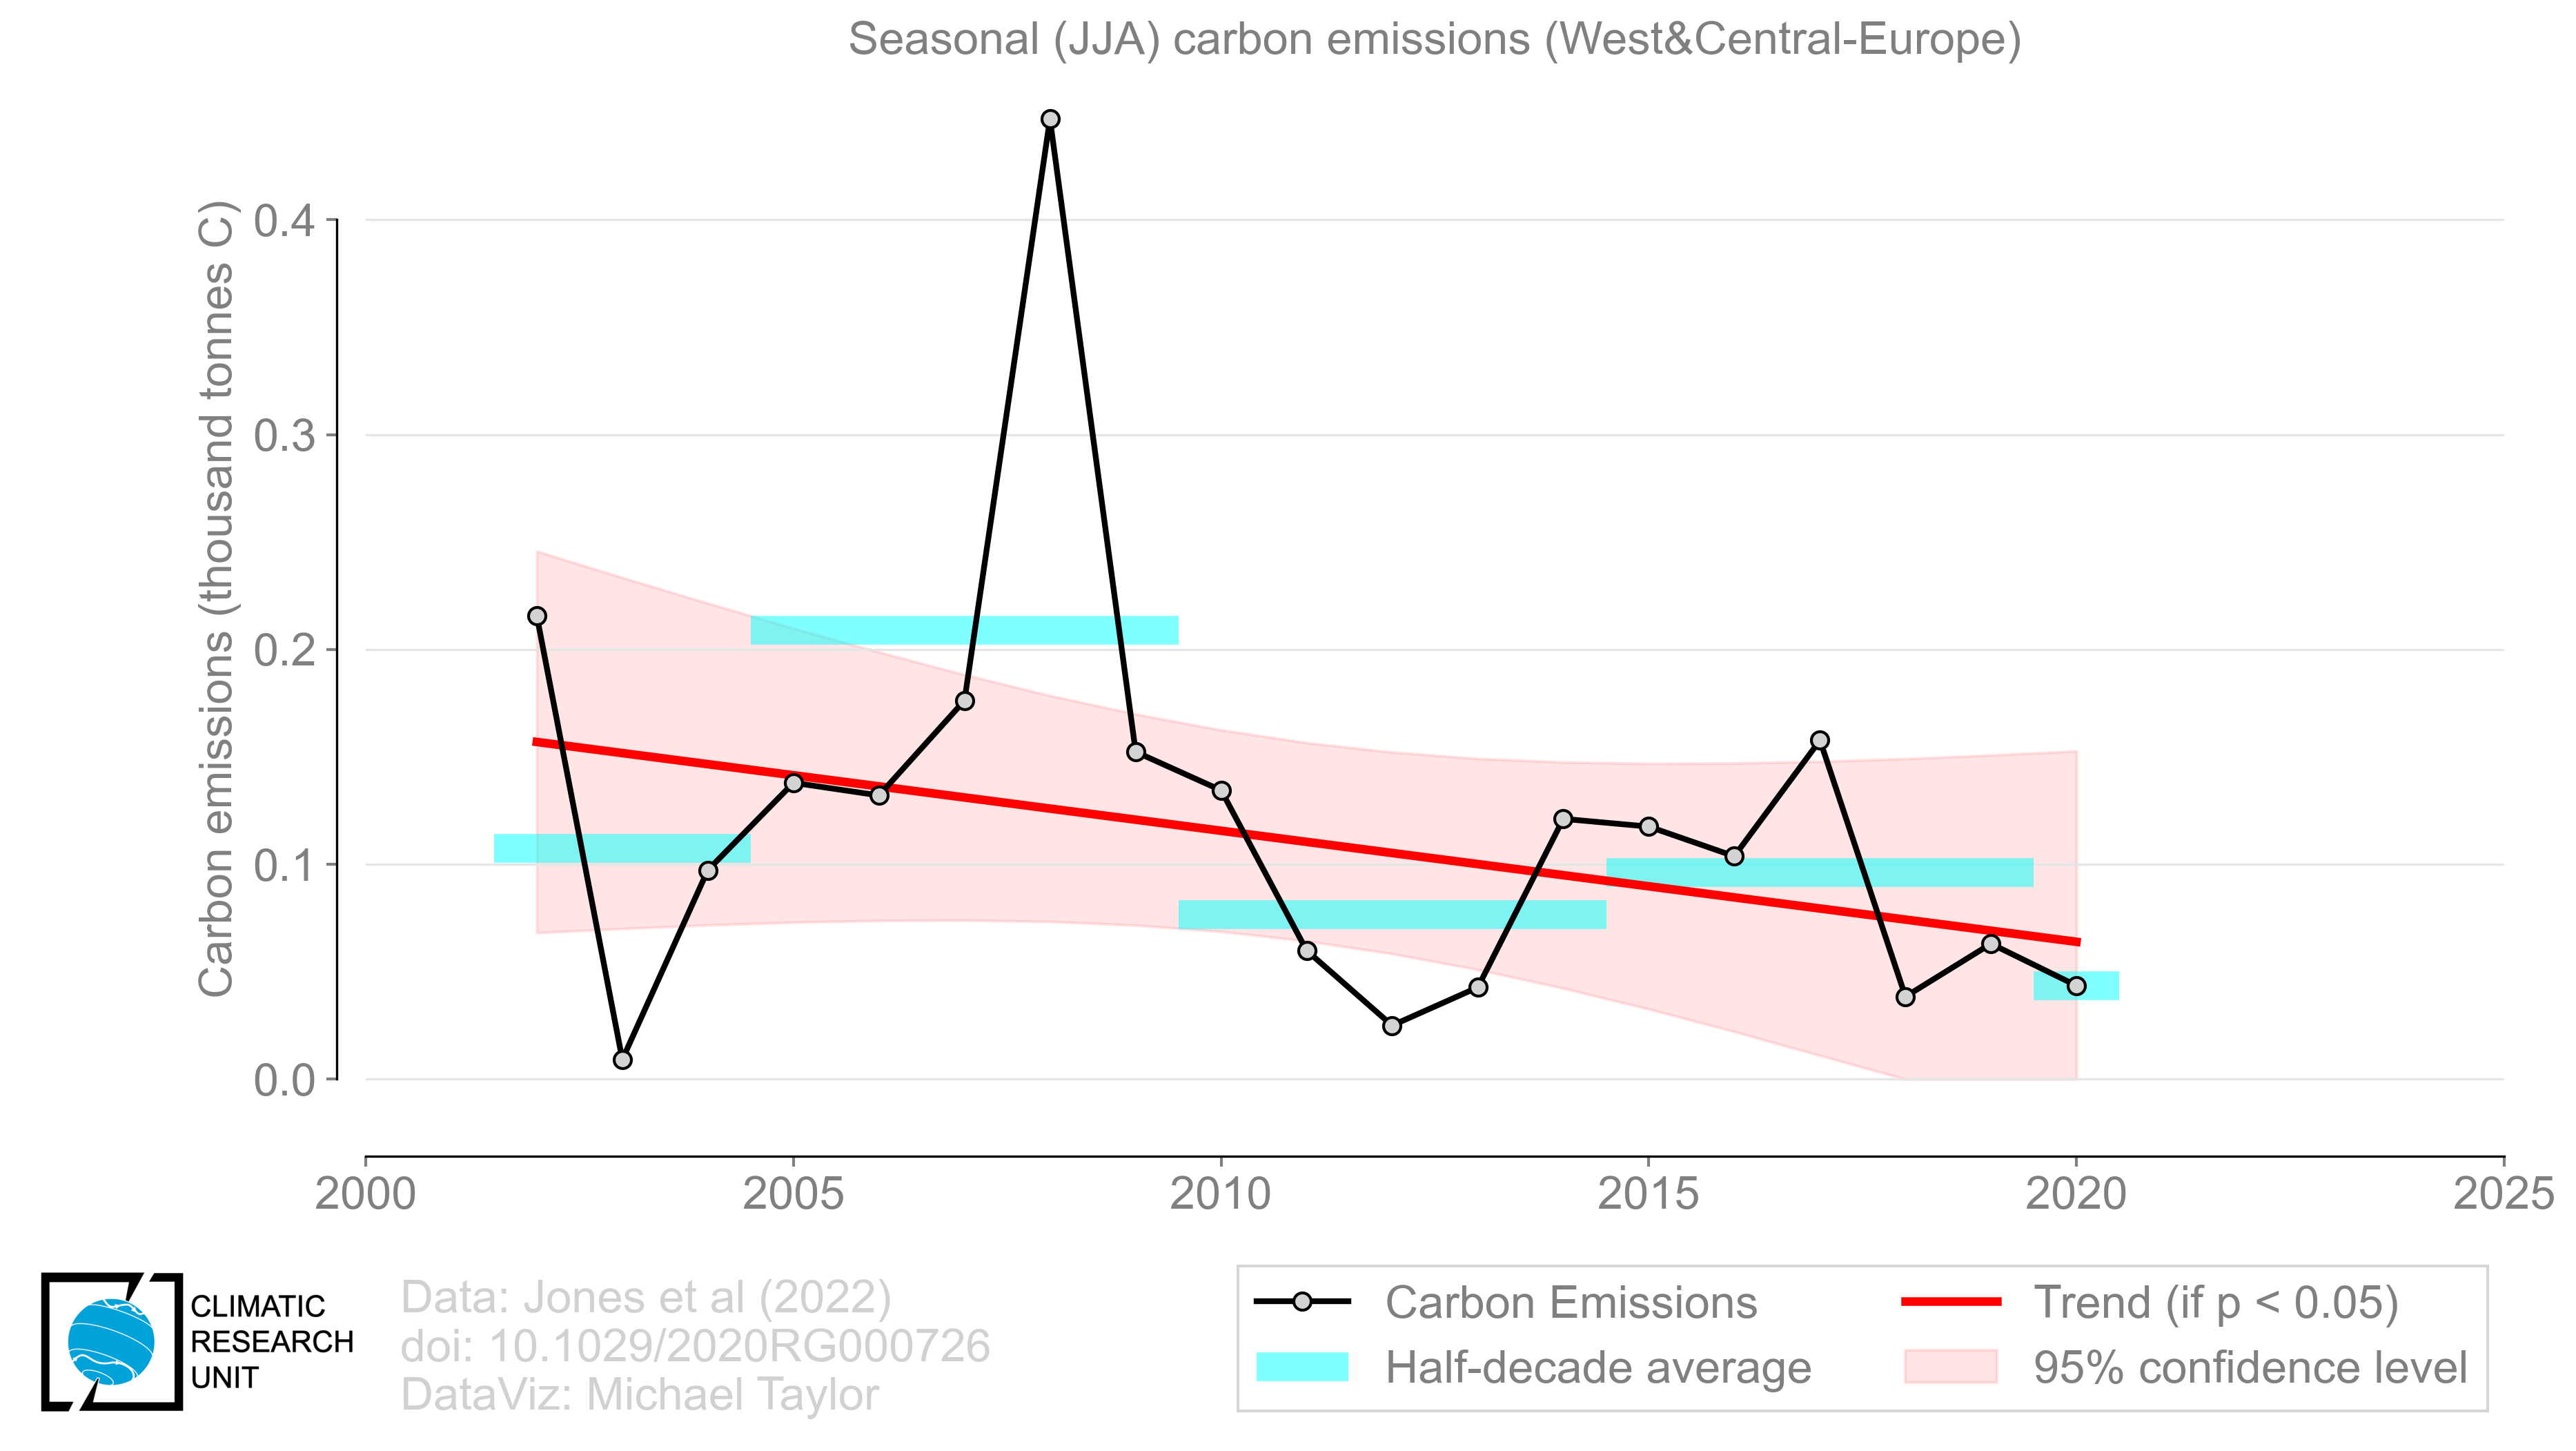 Seasonal (JJA) carbon emissions (West&Central-Europe)
Carbon emissions (thousand tonnes C)
0.4
0.3
0.2
0.1
0.0
2000
2005
2010
2015
2020
2025
CLIMATIC
RESEARCH
UNIT
Data: Jones et al (2022)
doi: 10.1029/2020RG000726
DataViz: Michael Taylor
Carbon Emissions
Half-decade average
Trend (if p < 0.05)
95% confidence level